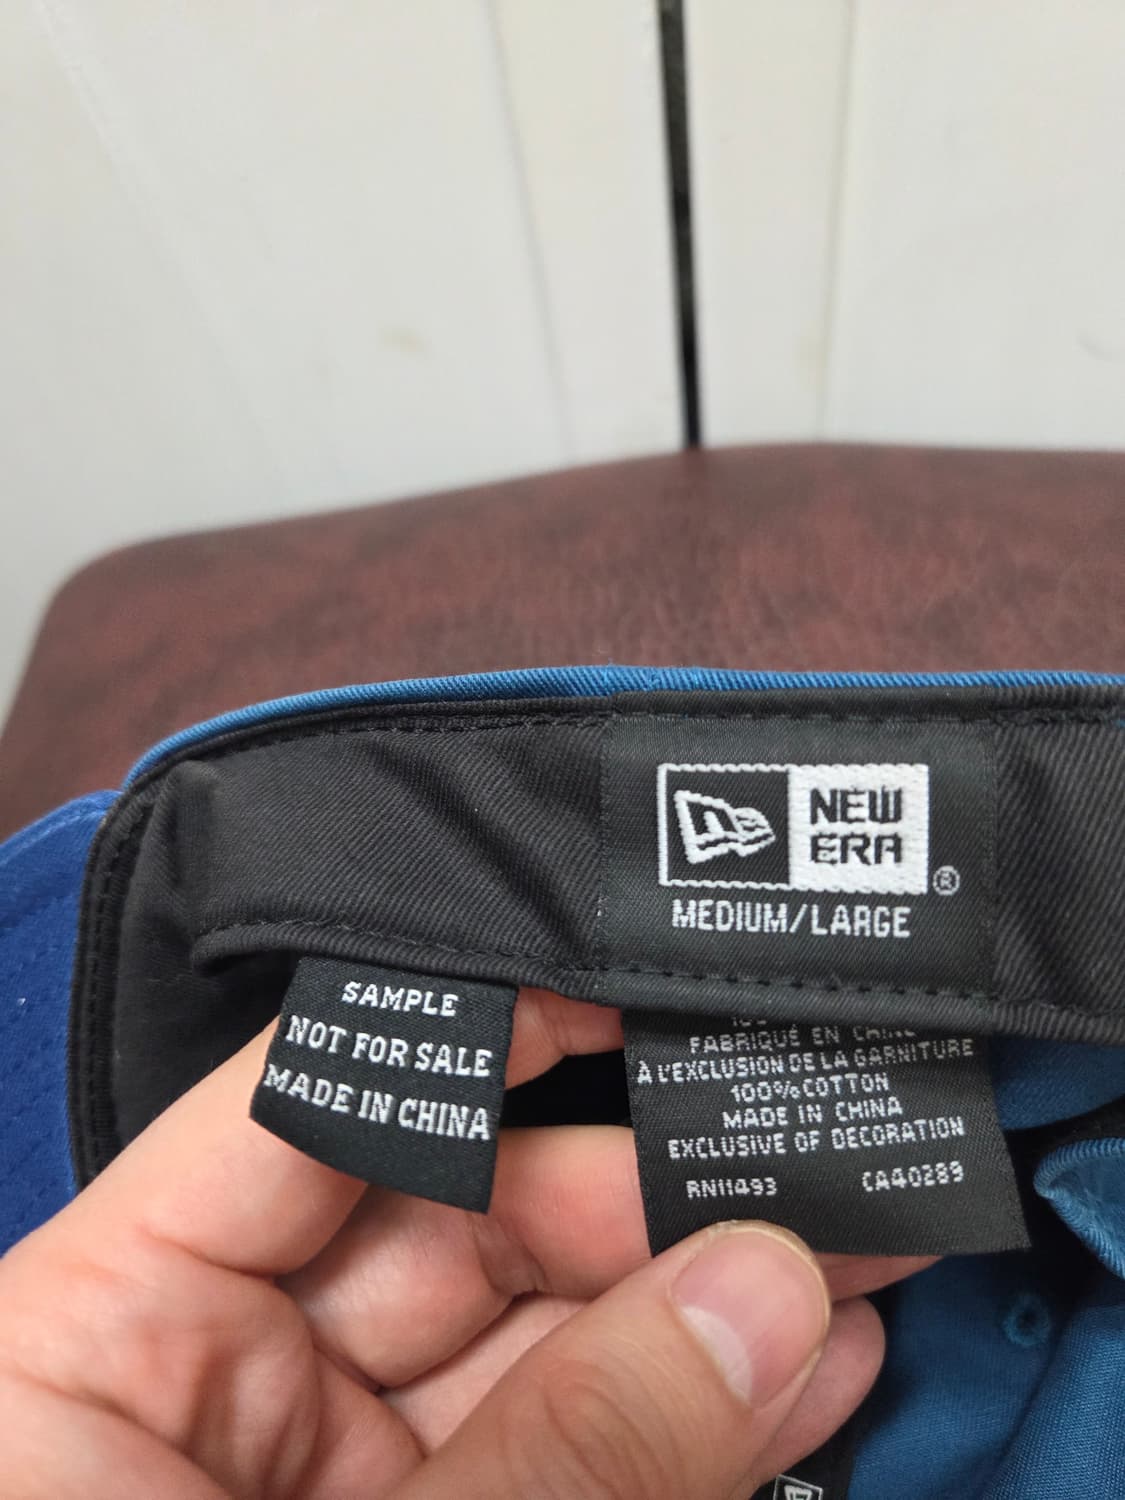 NE NEW ERA ®
MEDIUM/LARGE
SAMPLE
NOT FOR SALE
MADE IN CHINA
FABRIQUÉ EN CHINE
À L'EXCLUSION DE LA GARNITURE
100% COTTON
MADE IN CHINA
EXCLUSIVE OF DECORATION
RN11493 CA40289